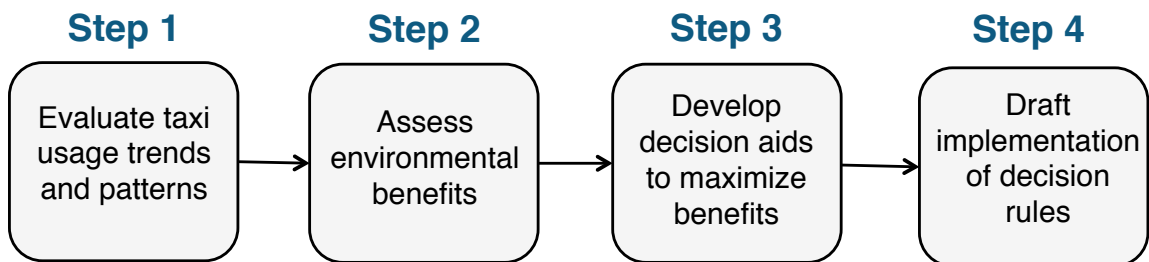 Step 1
Evaluate taxi
usage trends
and patterns
Step 2
Assess
environmental
benefits
Step 3
Develop
decision aids
to maximize
benefits
Step 4
Draft
implementation
of decision
rules